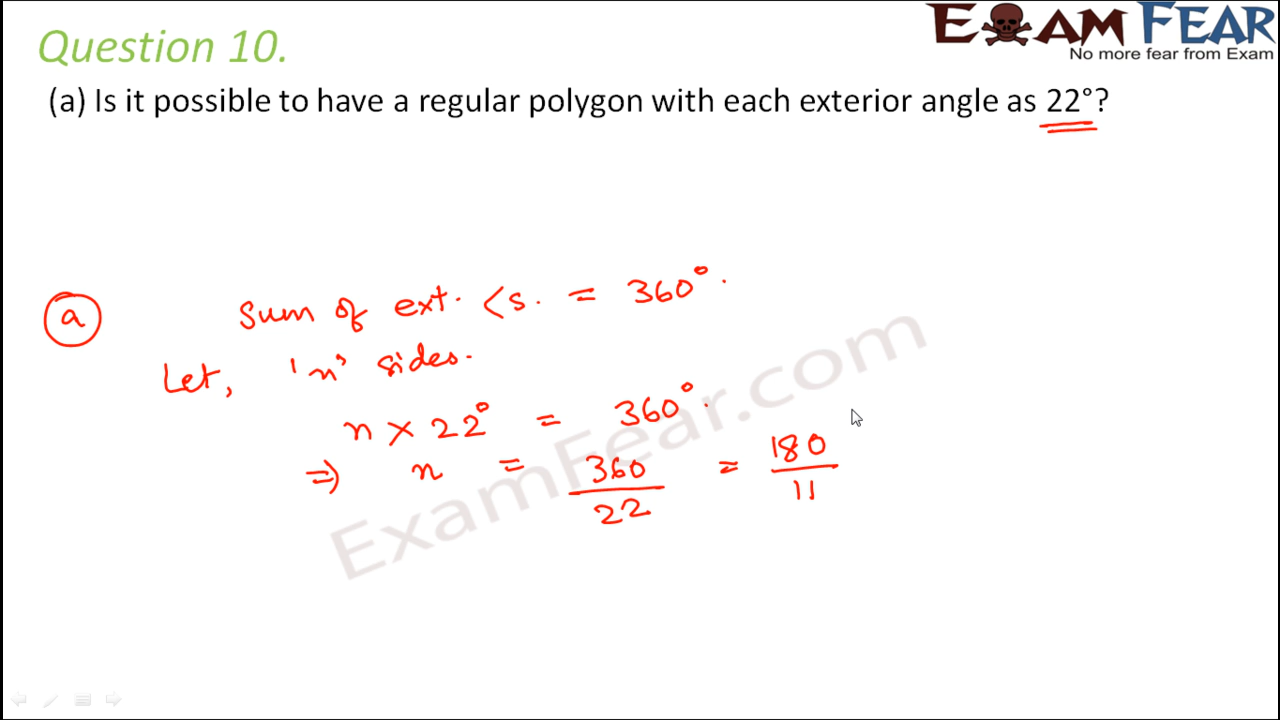 EXAM FEAR
No more fear from Exam
Question 10.
(a) Is it possible to have a regular polygon with each exterior angle as 22°?
(a) Sum of ext. <s. = 360°.
Let, 'n' sides.
n × 22° = 360°.
=) n = 360/22 = 180/11
ExamFear.com